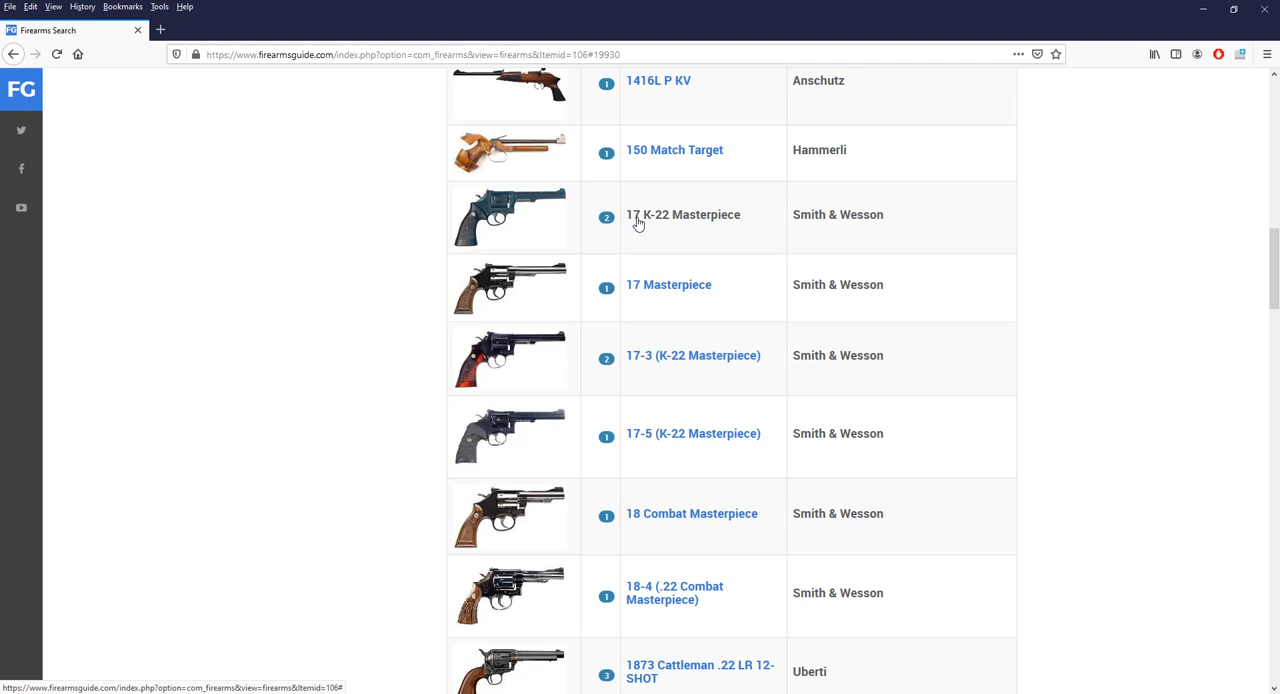 File Edit View History Bookmarks Tools Help
FG Firearms Search
https://www.firearmsguide.com/index.php?option=com_firearms&view=firearms&Itemid=106#19930
FG
1 1416L P KV Anschutz
1 150 Match Target Hammerli
2 17 K-22 Masterpiece Smith & Wesson
1 17 Masterpiece Smith & Wesson
2 17-3 (K-22 Masterpiece) Smith & Wesson
1 17-5 (K-22 Masterpiece) Smith & Wesson
1 18 Combat Masterpiece Smith & Wesson
1 18-4 (.22 Combat
Masterpiece) Smith & Wesson
3 1873 Cattleman .22 LR 12-
SHOT Uberti
https://www.firearmsguide.com/index.php?option=com_firearms&view=firearms&Itemid=106#